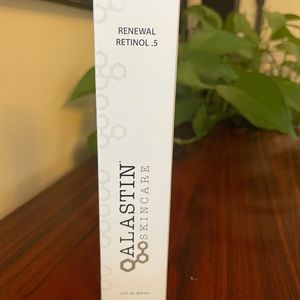 RENEWAL
RETINOL .5
ALASTIN
SKINCARE